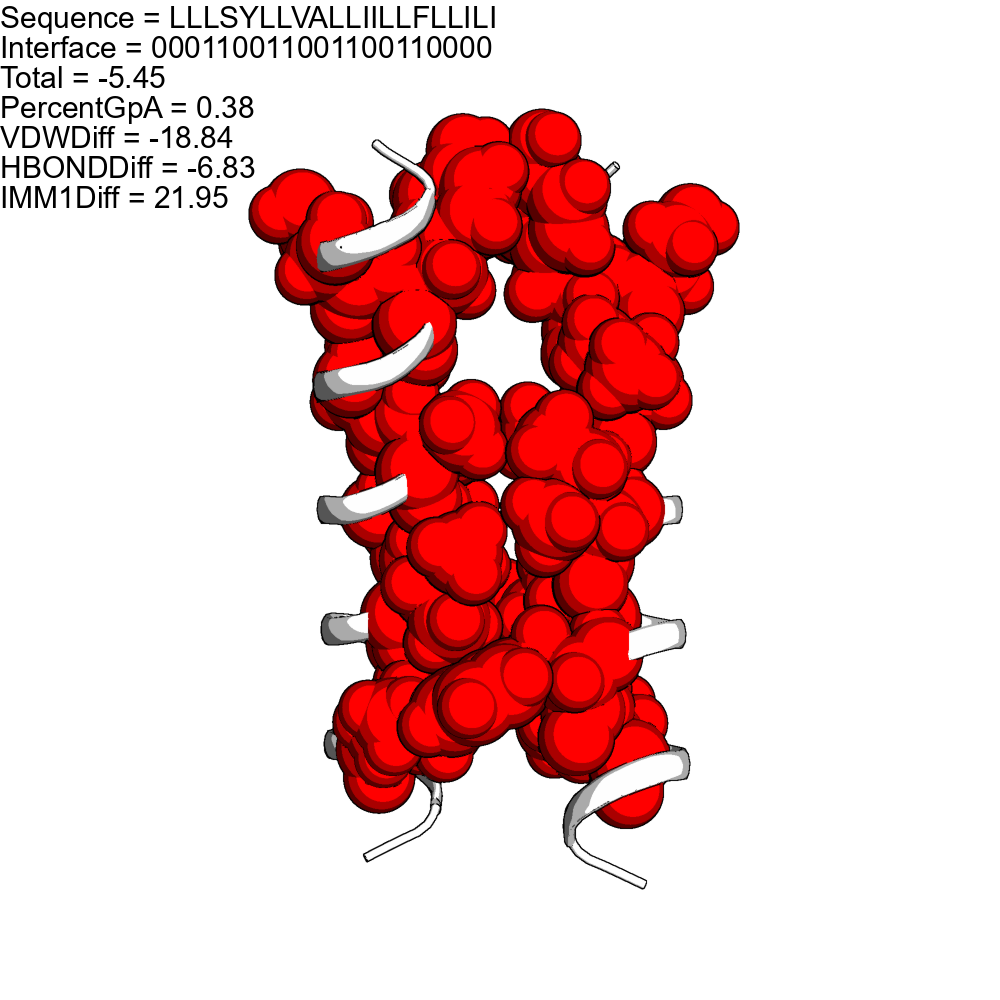 Sequence = LLLSYLLVALLIILLFLLILI
Interface = 000110011001100110000
Total = -5.45
PercentGpA = 0.38
VDWDiff = -18.84
HBONDDiff = -6.83
IMM1Diff = 21.95